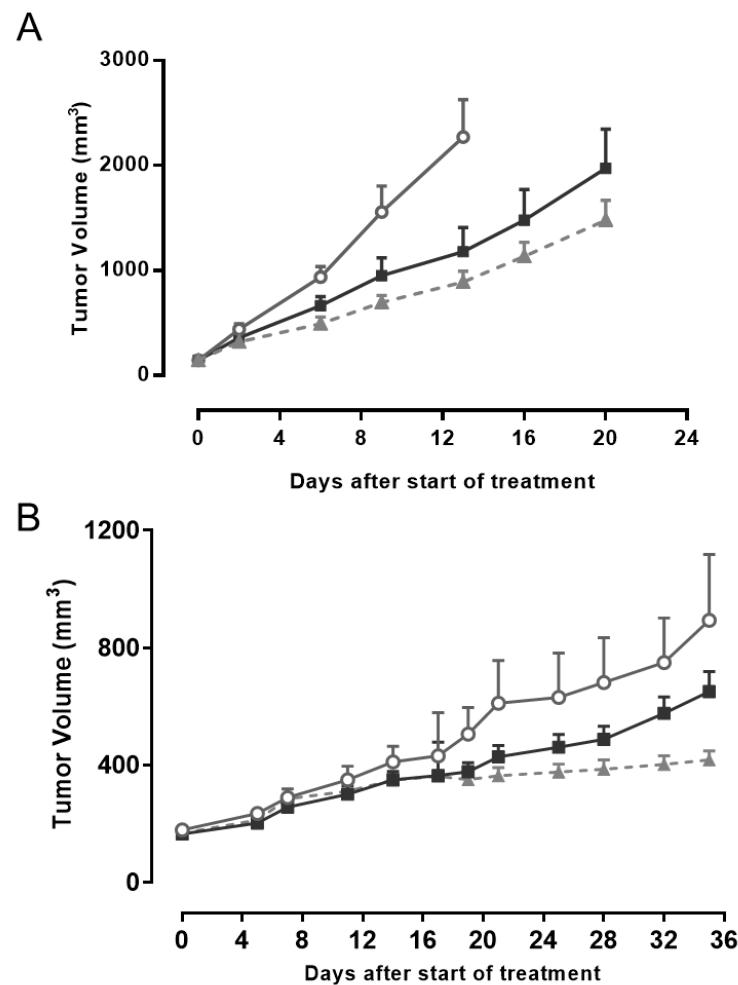 A
3000
2000
1000
0
Tumor Volume (mm³)
0 4 8 12 16 20 24
Days after start of treatment
B
1200
800
400
0
Tumor Volume (mm³)
0 4 8 12 16 20 24 28 32 36
Days after start of treatment